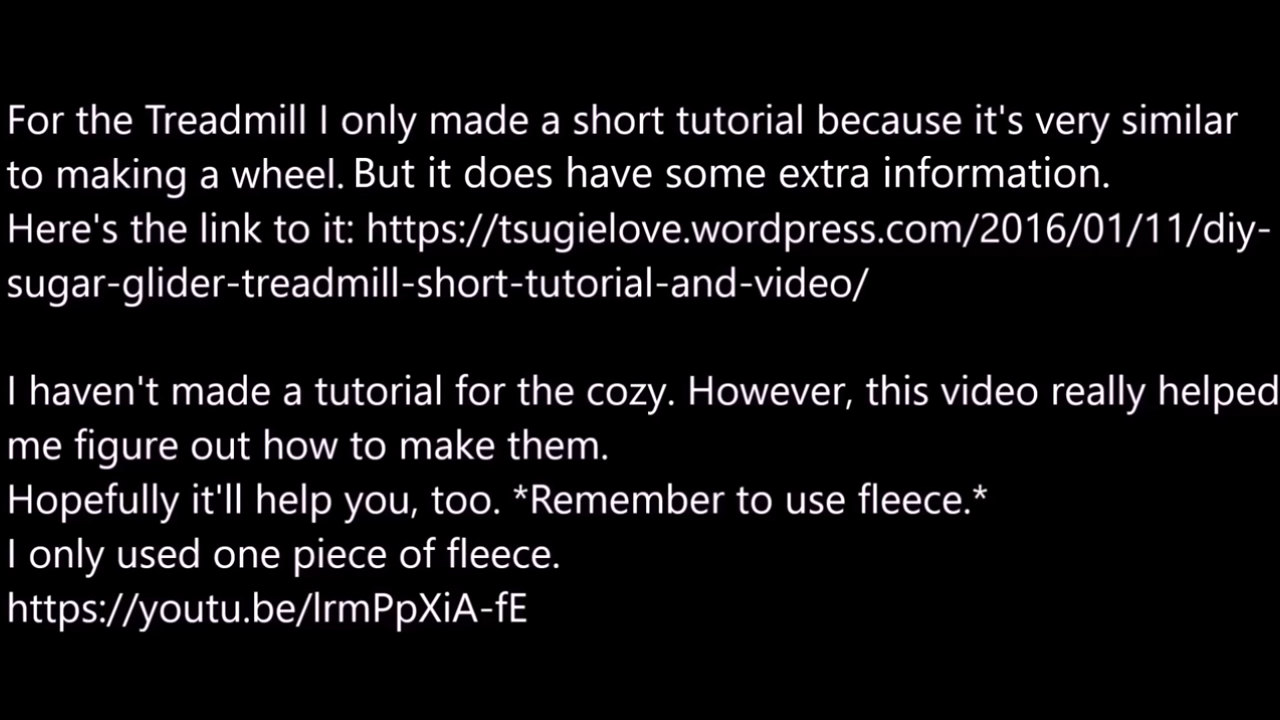 For the Treadmill I only made a short tutorial because it's very similar
to making a wheel. But it does have some extra information.
Here's the link to it: https://tsugielove.wordpress.com/2016/01/11/diy-
sugar-glider-treadmill-short-tutorial-and-video/
I haven't made a tutorial for the cozy. However, this video really helped
me figure out how to make them.
Hopefully it'll help you, too. *Remember to use fleece.*
I only used one piece of fleece.
https://youtu.be/lrmPpXiA-fE